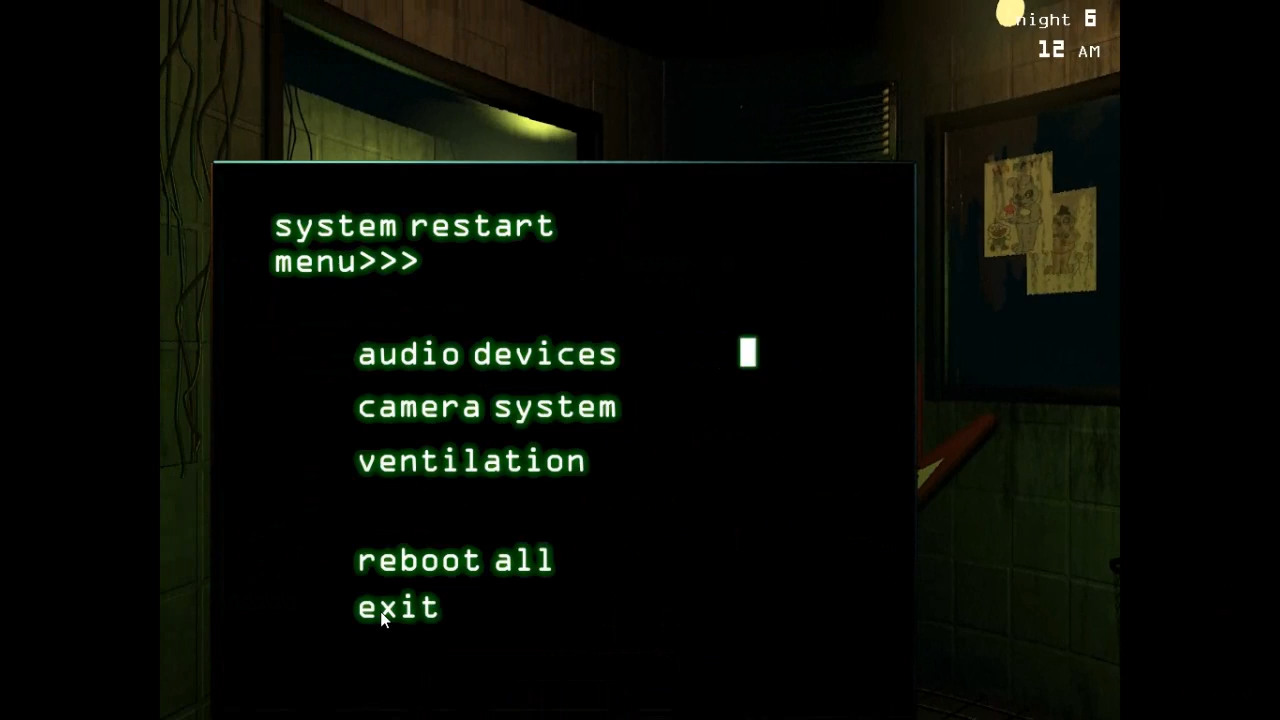 night 6
12 AM
system restart
menu>>>
audio devices
camera system
ventilation
reboot all
exit